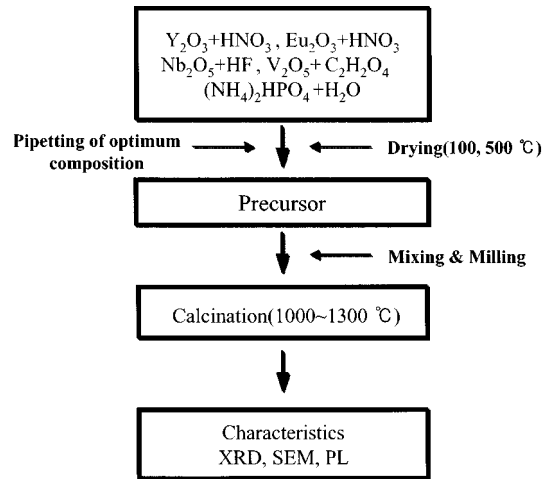 Y₂O₃+HNO₃ , Eu₂O₃+HNO₃
Nb₂O₅+HF , V₂O₅+C₂H₂O₄
(NH₄)₂HPO₄+H₂O
Pipetting of optimum
composition
Drying(100, 500 ℃)
Precursor
Mixing & Milling
Calcination(1000~1300 ℃)
Characteristics
XRD, SEM, PL